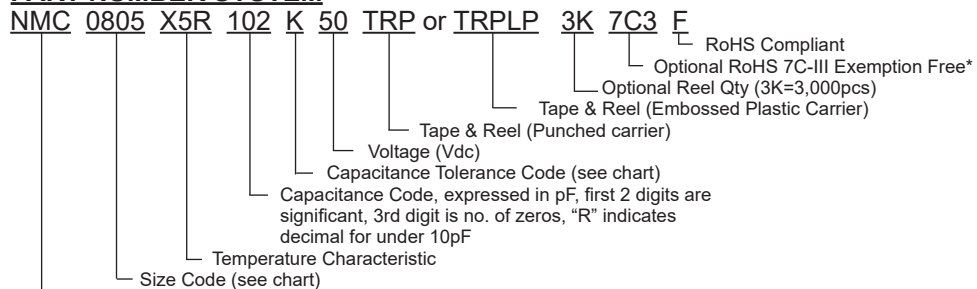 PART NUMBER SYSTEM
NMC 0805 X5R 102 K 50 TRP or TRPLP 3K 7C3 F
RoHS Compliant
Optional RoHS 7C-III Exemption Free*
Optional Reel Qty (3K=3,000pcs)
Tape & Reel (Embossed Plastic Carrier)
Tape & Reel (Punched carrier)
Voltage (Vdc)
Capacitance Tolerance Code (see chart)
Capacitance Code, expressed in pF, first 2 digits are
significant, 3rd digit is no. of zeros, “R” indicates
decimal for under 10pF
Temperature Characteristic
Size Code (see chart)